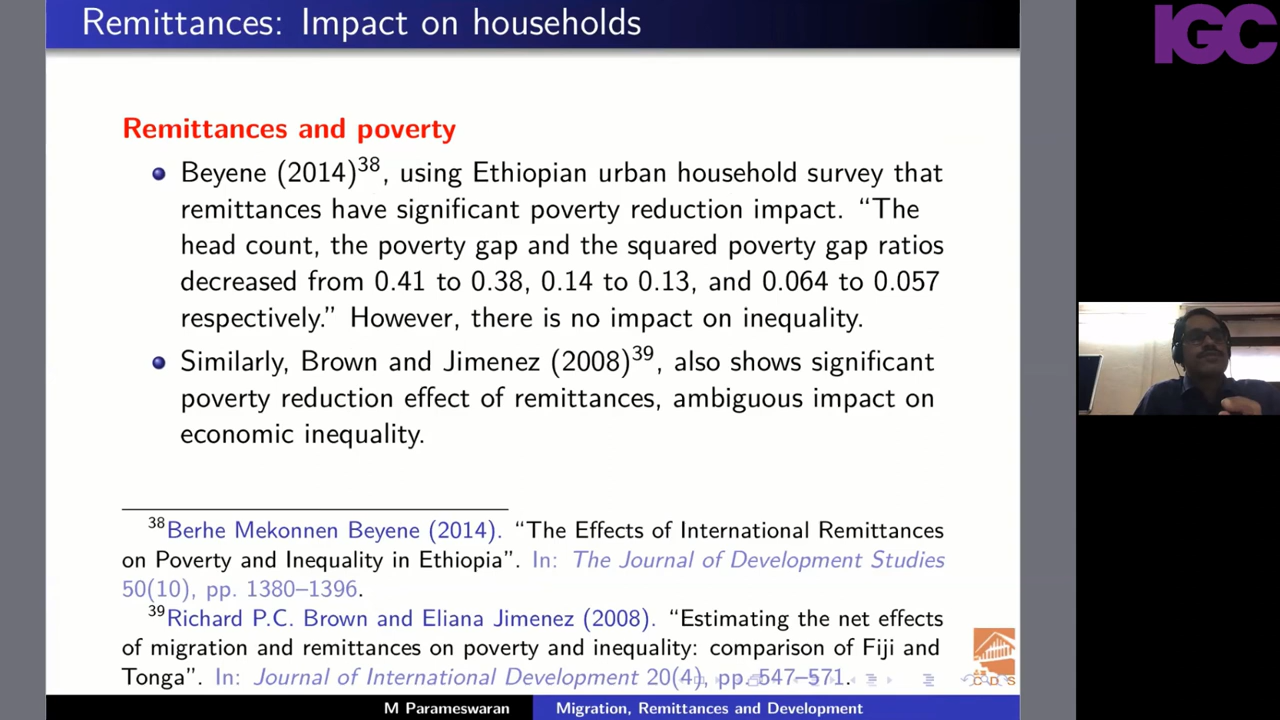 Remittances: Impact on households
IGC
Remittances and poverty
Beyene (2014)38, using Ethiopian urban household survey that
remittances have significant poverty reduction impact. “The
head count, the poverty gap and the squared poverty gap ratios
decreased from 0.41 to 0.38, 0.14 to 0.13, and 0.064 to 0.057
respectively.” However, there is no impact on inequality.
Similarly, Brown and Jimenez (2008)39, also shows significant
poverty reduction effect of remittances, ambiguous impact on
economic inequality.
38Berhe Mekonnen Beyene (2014). “The Effects of International Remittances
on Poverty and Inequality in Ethiopia”. In: The Journal of Development Studies
50(10), pp. 1380–1396.
39Richard P.C. Brown and Eliana Jimenez (2008). “Estimating the net effects
of migration and remittances on poverty and inequality: comparison of Fiji and
Tonga”. In: Journal of International Development 20(4), pp. 547–571.
CDS
M Parameswaran Migration, Remittances and Development